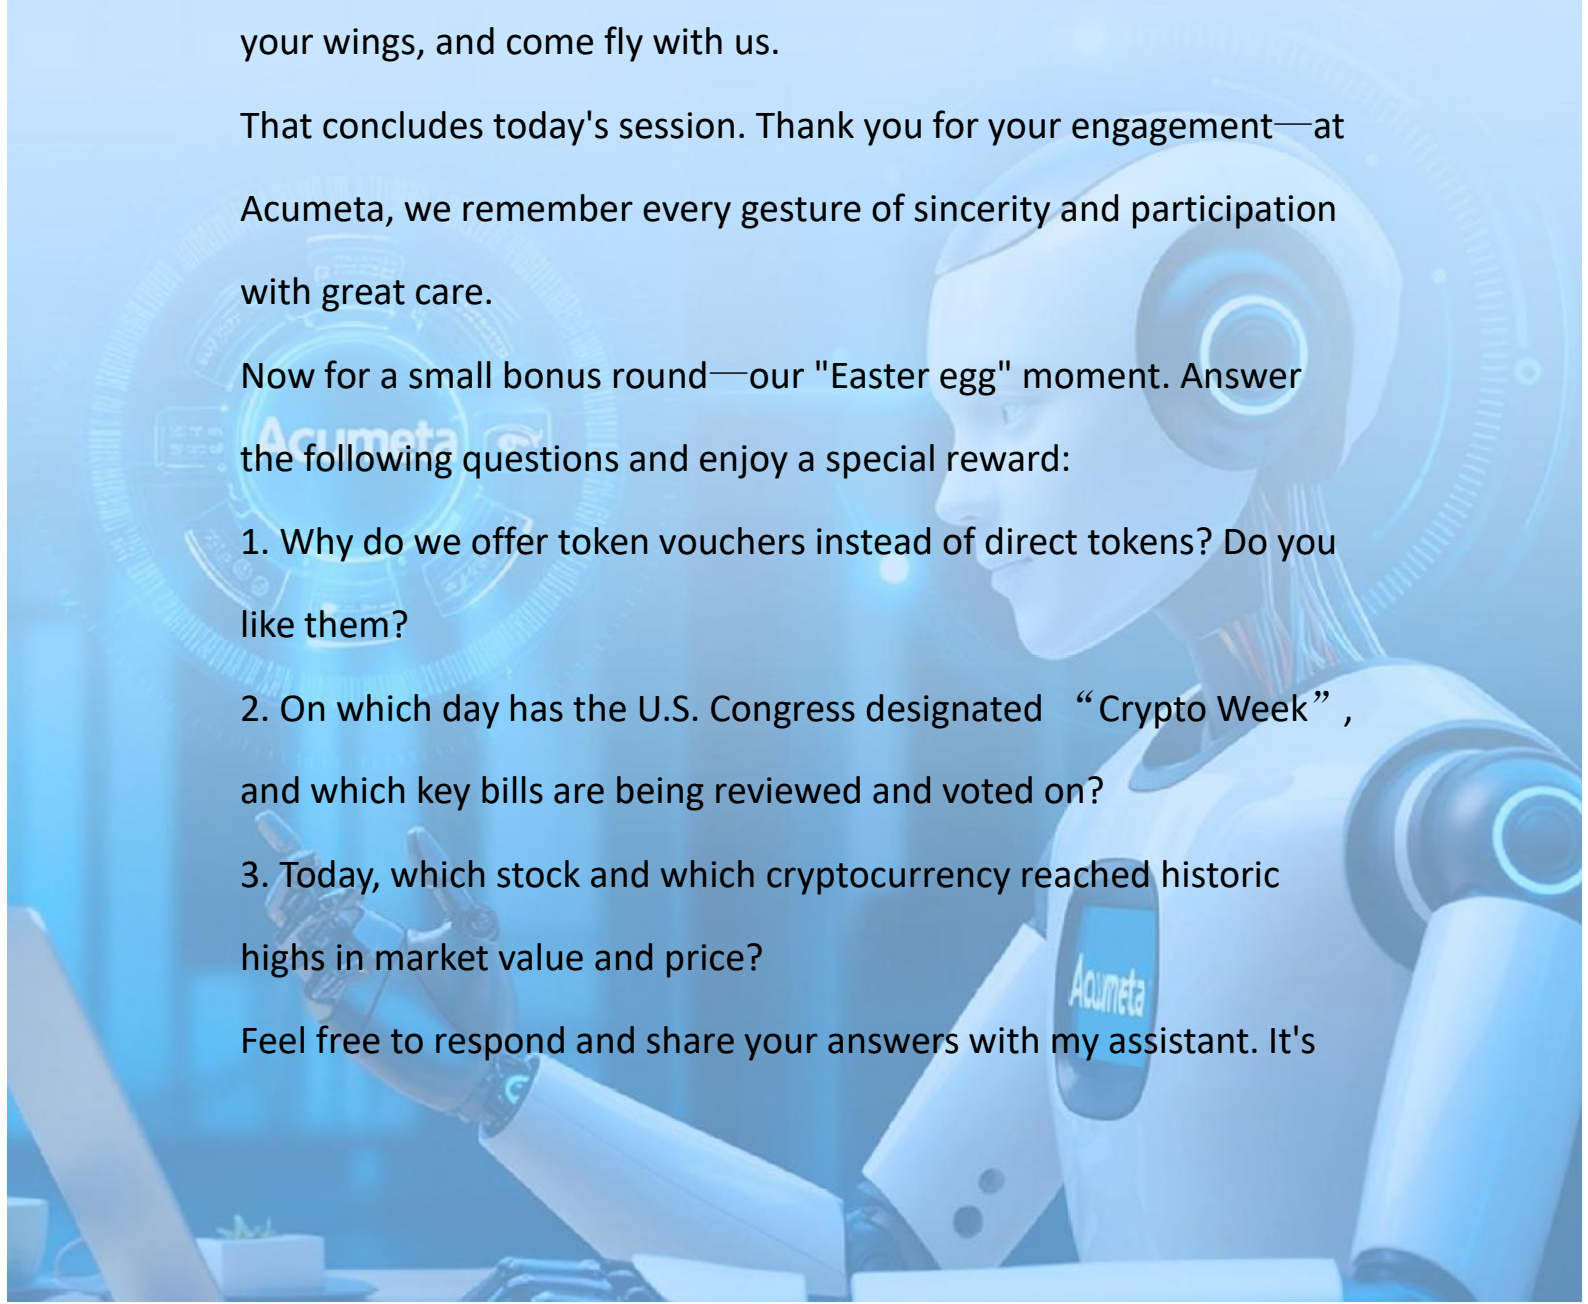 your wings, and come fly with us.
That concludes today's session. Thank you for your engagement—at
Acumeta, we remember every gesture of sincerity and participation
with great care.
Now for a small bonus round—our "Easter egg" moment. Answer
Acumeta
the following questions and enjoy a special reward:
1. Why do we offer token vouchers instead of direct tokens? Do you
like them?
2. On which day has the U.S. Congress designated “Crypto Week”,
and which key bills are being reviewed and voted on?
3. Today, which stock and which cryptocurrency reached historic
highs in market value and price?
Acumeta
Feel free to respond and share your answers with my assistant. It's